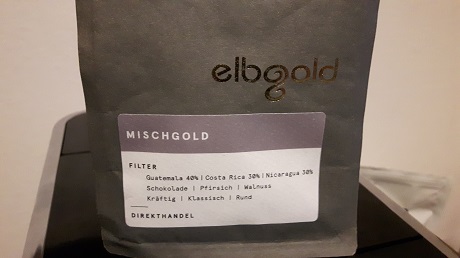 elbgold
MISCHGOLD
FILTER
Guatemala 40% | Costa Rica 30% | Nicaragua 30%
Schokolade | Pfirsich | Walnuss
Kräftig | Klassisch | Rund
DIREKTHANDEL